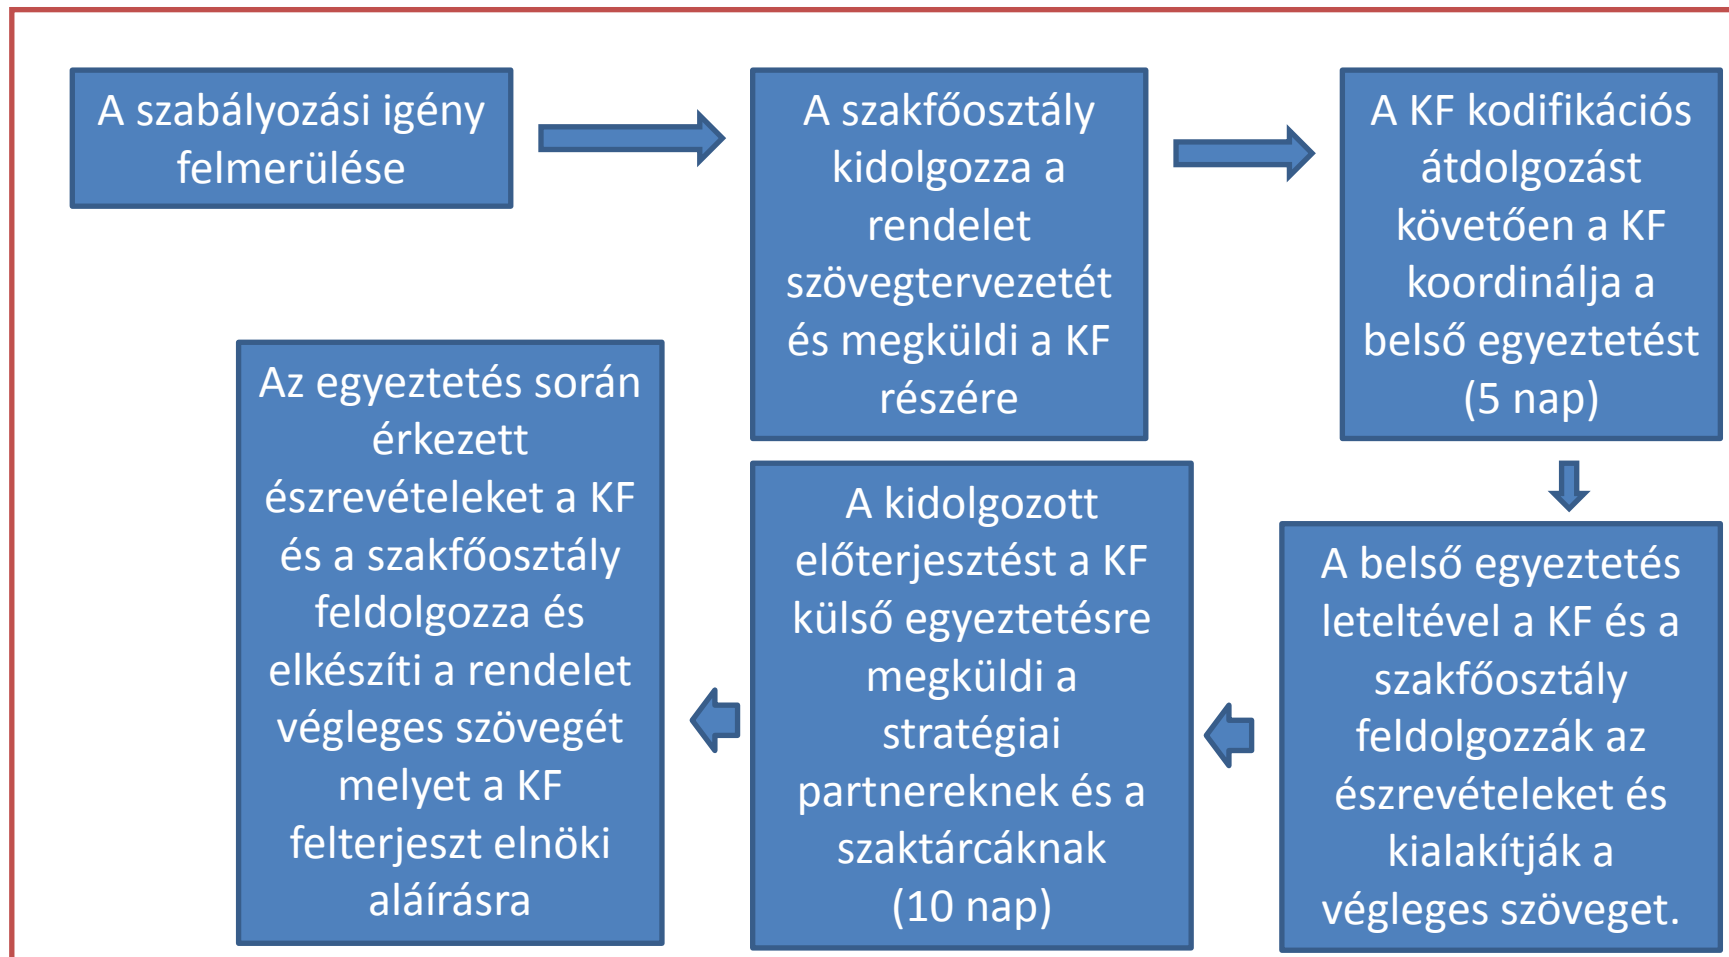 A szabályozási igény
felmerülése
A szakfőosztály
kidolgozza a
rendelet
szövegtervezetét
és megküldi a KF
részére
A KF kodifikációs
átdolgozást
követően a KF
koordinálja a
belső egyeztetést
(5 nap)
A belső egyeztetés
leteltével a KF és a
szakfőosztály
feldolgozzák az
észrevételeket és
kialakítják a
végleges szöveget.
A kidolgozott
előterjesztést a KF
külső egyeztetésre
megküldi a
stratégiai
partnereknek és a
szaktárcáknak
(10 nap)
Az egyeztetés során
érkezett
észrevételeket a KF
és a szakfőosztály
feldolgozza és
elkészíti a rendelet
végleges szövegét
melyet a KF
felterjeszt elnöki
aláírásra